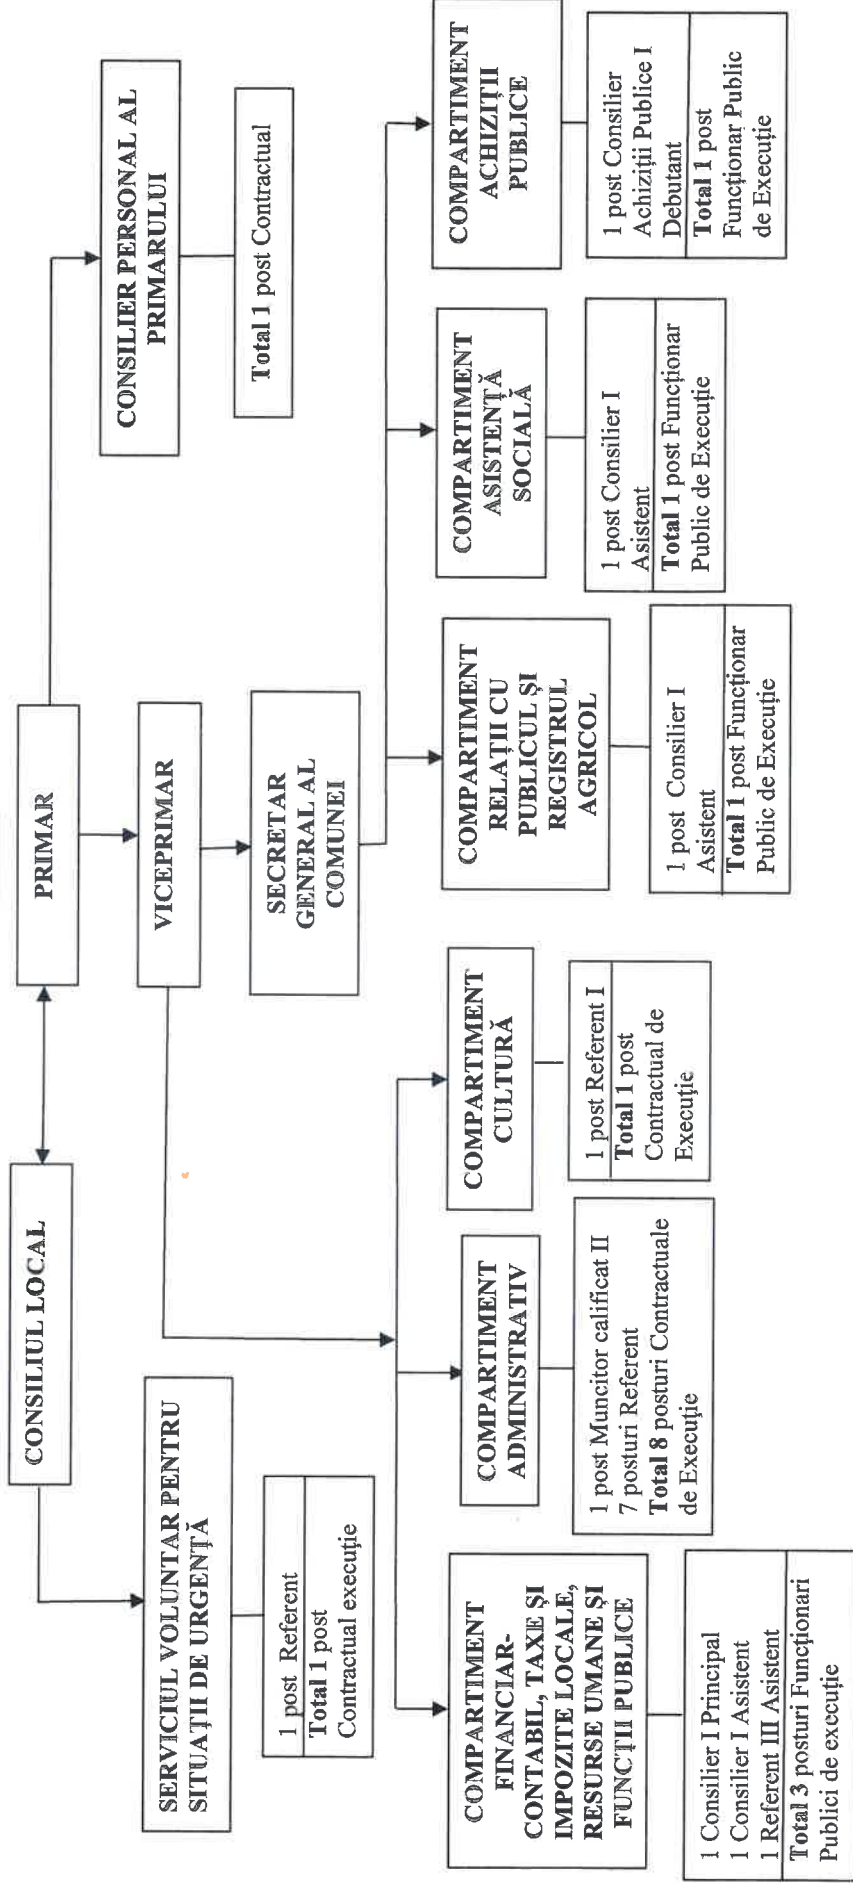 CONSILIUL LOCAL
PRIMAR
CONSILIER PERSONAL AL
PRIMARULUI
Total 1 post Contractual
SERVICIUL VOLUNTAR PENTRU
SITUAȚII DE URGENȚĂ
1 post Referent
Total 1 post
Contractual execuție
VICEPRIMAR
SECRETAR
GENERAL AL
COMUNEI
COMPARTIMENT
FINANCIAR-
CONTABIL, TAXE ȘI
IMPOZITE LOCALE,
RESURSE UMANE ȘI
FUNCȚII PUBLICE
1 Consilier I Principal
1 Consilier I Asistent
1 Referent III Asistent
Total 3 posturi Funcționari
Publici de execuție
COMPARTIMENT
ADMINISTRATIV
1 post Muncitor calificat II
7 posturi Referent
Total 8 posturi Contractuale
de Execuție
COMPARTIMENT
CULTURĂ
1 post Referent I
Total 1 post
Contractual de
Execuție
COMPARTIMENT
RELAȚII CU
PUBLICUL ȘI
REGISTRUL
AGRICOL
1 post Consilier I
Asistent
Total 1 post Funcționar
Public de Execuție
COMPARTIMENT
ASISTENȚĂ
SOCIALĂ
1 post Consilier I
Asistent
Total 1 post Funcționar
Public de Execuție
COMPARTIMENT
ACHIZIȚII
PUBLICE
1 post Consilier
Achiziții Publice I
Debutant
Total 1 post
Funcționar Public
de Execuție